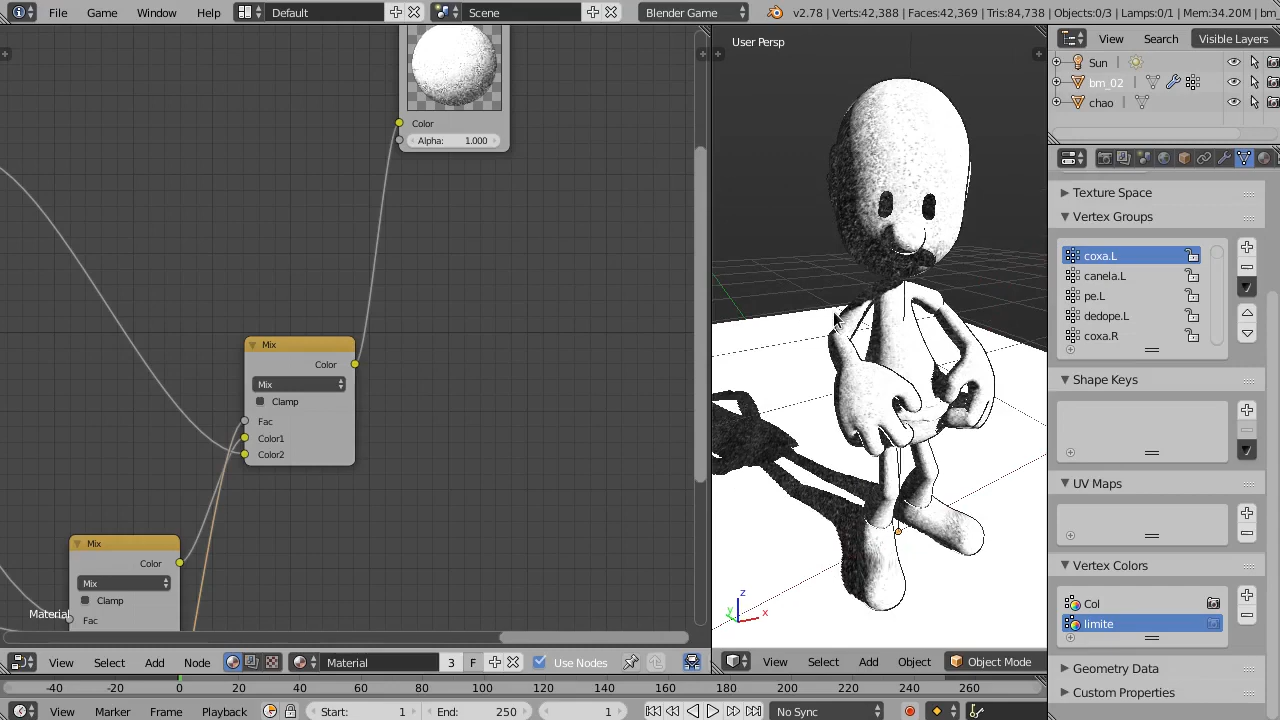 View Add Window Help Default Scene Blender Game v2.75 | Verts:42,388 | Faces:42,369 | Tris:84,738 | Objects:0/3 | Lamps:0/1 | Mem:34.20M | bm
Color
Alpha: 1.000
Mix
Color
Mix
Clamp
Fac
Color1
Color2
Mix
Color
Mix
Clamp
Fac
Material
View Select Add Node Material 3 F Use Nodes
User Persp
z
y x
View Select Add Object Object Mode
View Search Visible Layers
Sun
bm_02
chao
Texture Space
Vertex Groups
coxa.L
canela.L
pe.L
dedope.L
coxa.R
Shape Keys
UV Maps
Vertex Colors
Col
limite
Geometry Data
Custom Properties
-40 -20 0 20 40 60 80 100 120 140 160 180 200 220 240 260
View Marker Frame Playback Start: 1 End: 250 1 No Sync